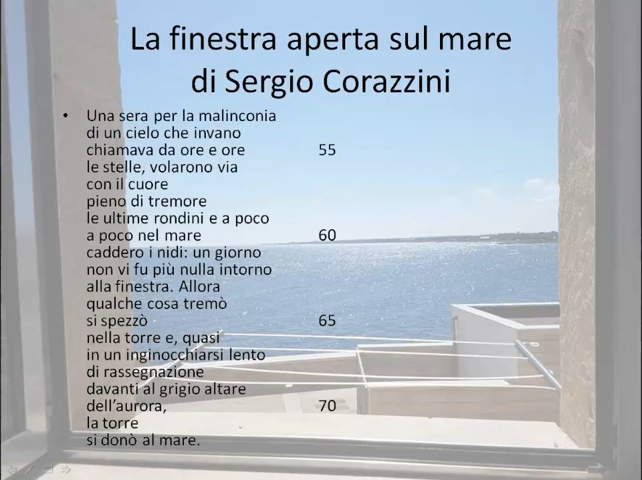 La finestra aperta sul mare
di Sergio Corazzini
• Una sera per la malinconia
di un cielo che invano
chiamava da ore e ore 55
le stelle, volarono via
con il cuore
pieno di tremore
le ultime rondini e a poco
a poco nel mare 60
caddero i nidi: un giorno
non vi fu più nulla intorno
alla finestra. Allora
qualche cosa tremò
si spezzò 65
nella torre e, quasi
in un inginocchiarsi lento
di rassegnazione
davanti al grigio altare
dell'aurora, 70
la torre
si donò al mare.